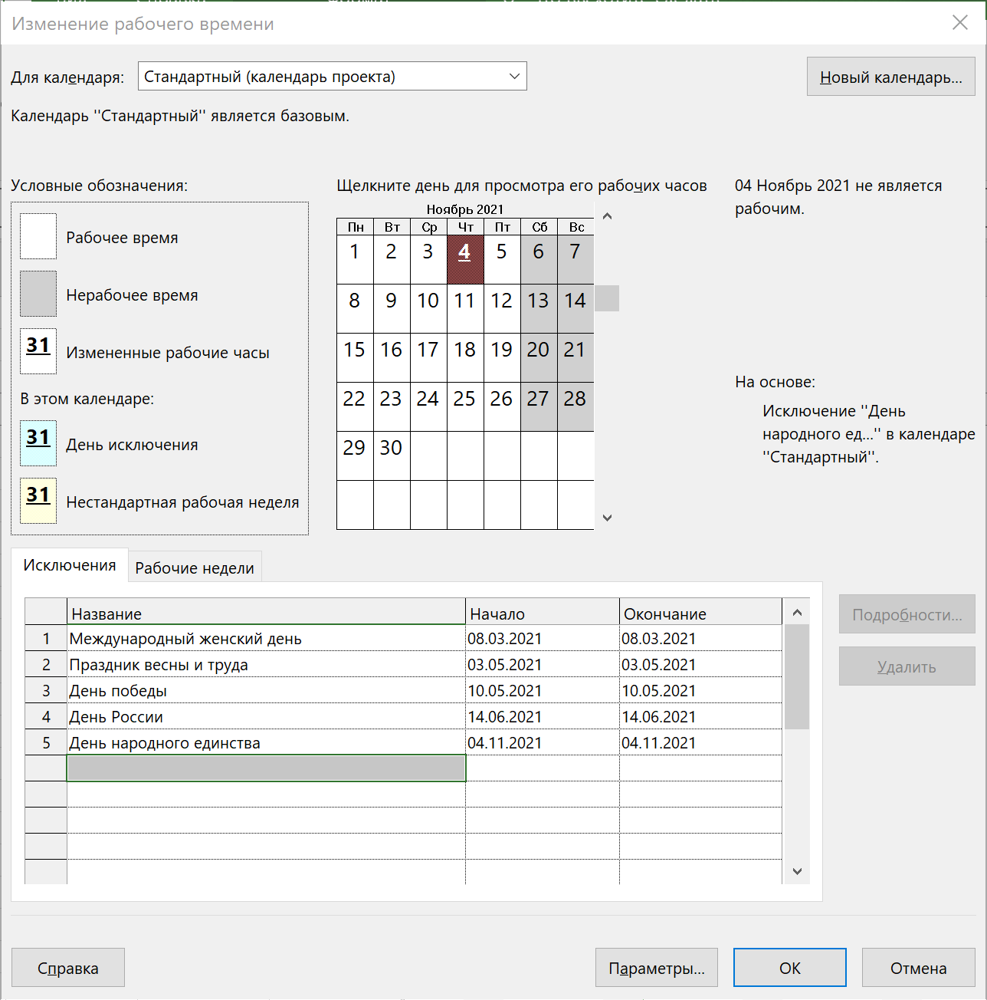 Изменение рабочего времени
Для календаря: Стандартный (календарь проекта)
Новый календарь...
Календарь "Стандартный" является базовым.
Условные обозначения:
Рабочее время
Нерабочее время
31 Измененные рабочие часы
В этом календаре:
31 День исключения
31 Нестандартная рабочая неделя
Щелкните день для просмотра его рабочих часов
Ноябрь 2021
Пн Вт Ср Чт Пт Сб Вс
1 2 3 4 5 6 7
8 9 10 11 12 13 14
15 16 17 18 19 20 21
22 23 24 25 26 27 28
29 30
04 Ноябрь 2021 не является
рабочим.
На основе:
Исключение "День
народного ед..." в календаре
"Стандартный".
Исключения Рабочие недели
Название Начало Окончание
1 Международный женский день 08.03.2021 08.03.2021
2 Праздник весны и труда 03.05.2021 03.05.2021
3 День победы 10.05.2021 10.05.2021
4 День России 14.06.2021 14.06.2021
5 День народного единства 04.11.2021 04.11.2021
Подробности...
Удалить
Справка Параметры... ОК Отмена